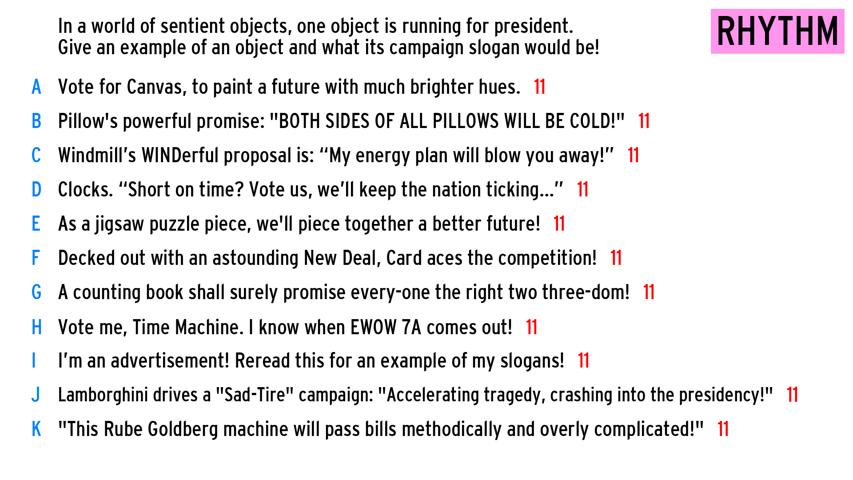 In a world of sentient objects, one object is running for president.
Give an example of an object and what its campaign slogan would be!
RHYTHM
A Vote for Canvas, to paint a future with much brighter hues. 11
B Pillow's powerful promise: "BOTH SIDES OF ALL PILLOWS WILL BE COLD!" 11
C Windmill’s WINDerful proposal is: “My energy plan will blow you away!” 11
D Clocks. “Short on time? Vote us, we’ll keep the nation ticking...” 11
E As a jigsaw puzzle piece, we'll piece together a better future! 11
F Decked out with an astounding New Deal, Card aces the competition! 11
G A counting book shall surely promise every-one the right two three-dom! 11
H Vote me, Time Machine. I know when EWOW 7A comes out! 11
I I’m an advertisement! Reread this for an example of my slogans! 11
J Lamborghini drives a "Sad-Tire" campaign: "Accelerating tragedy, crashing into the presidency!" 11
K "This Rube Goldberg machine will pass bills methodically and overly complicated!" 11